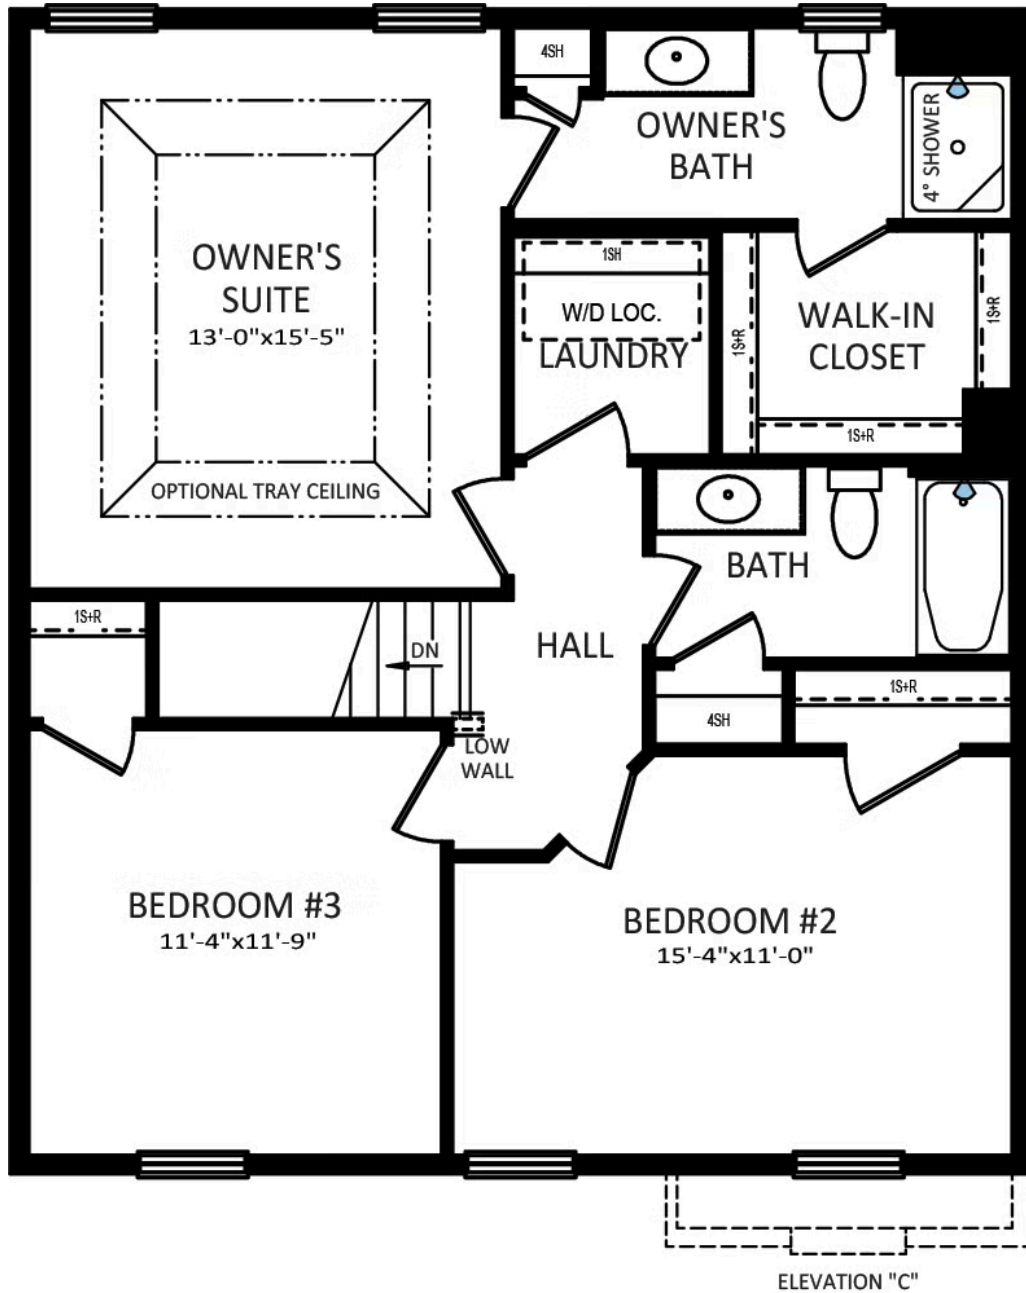 4SH
OWNER'S
BATH
4° SHOWER
OWNER'S
SUITE
13'-0"x15'-5"
OPTIONAL TRAY CEILING
1SH
W/D LOC.
LAUNDRY
1S+R
WALK-IN
CLOSET
1S+R
1S+R
BATH
1S+R
DN
HALL
LOW
WALL
4SH
1S+R
BEDROOM #3
11'-4"x11'-9"
BEDROOM #2
15'-4"x11'-0"
ELEVATION "C"